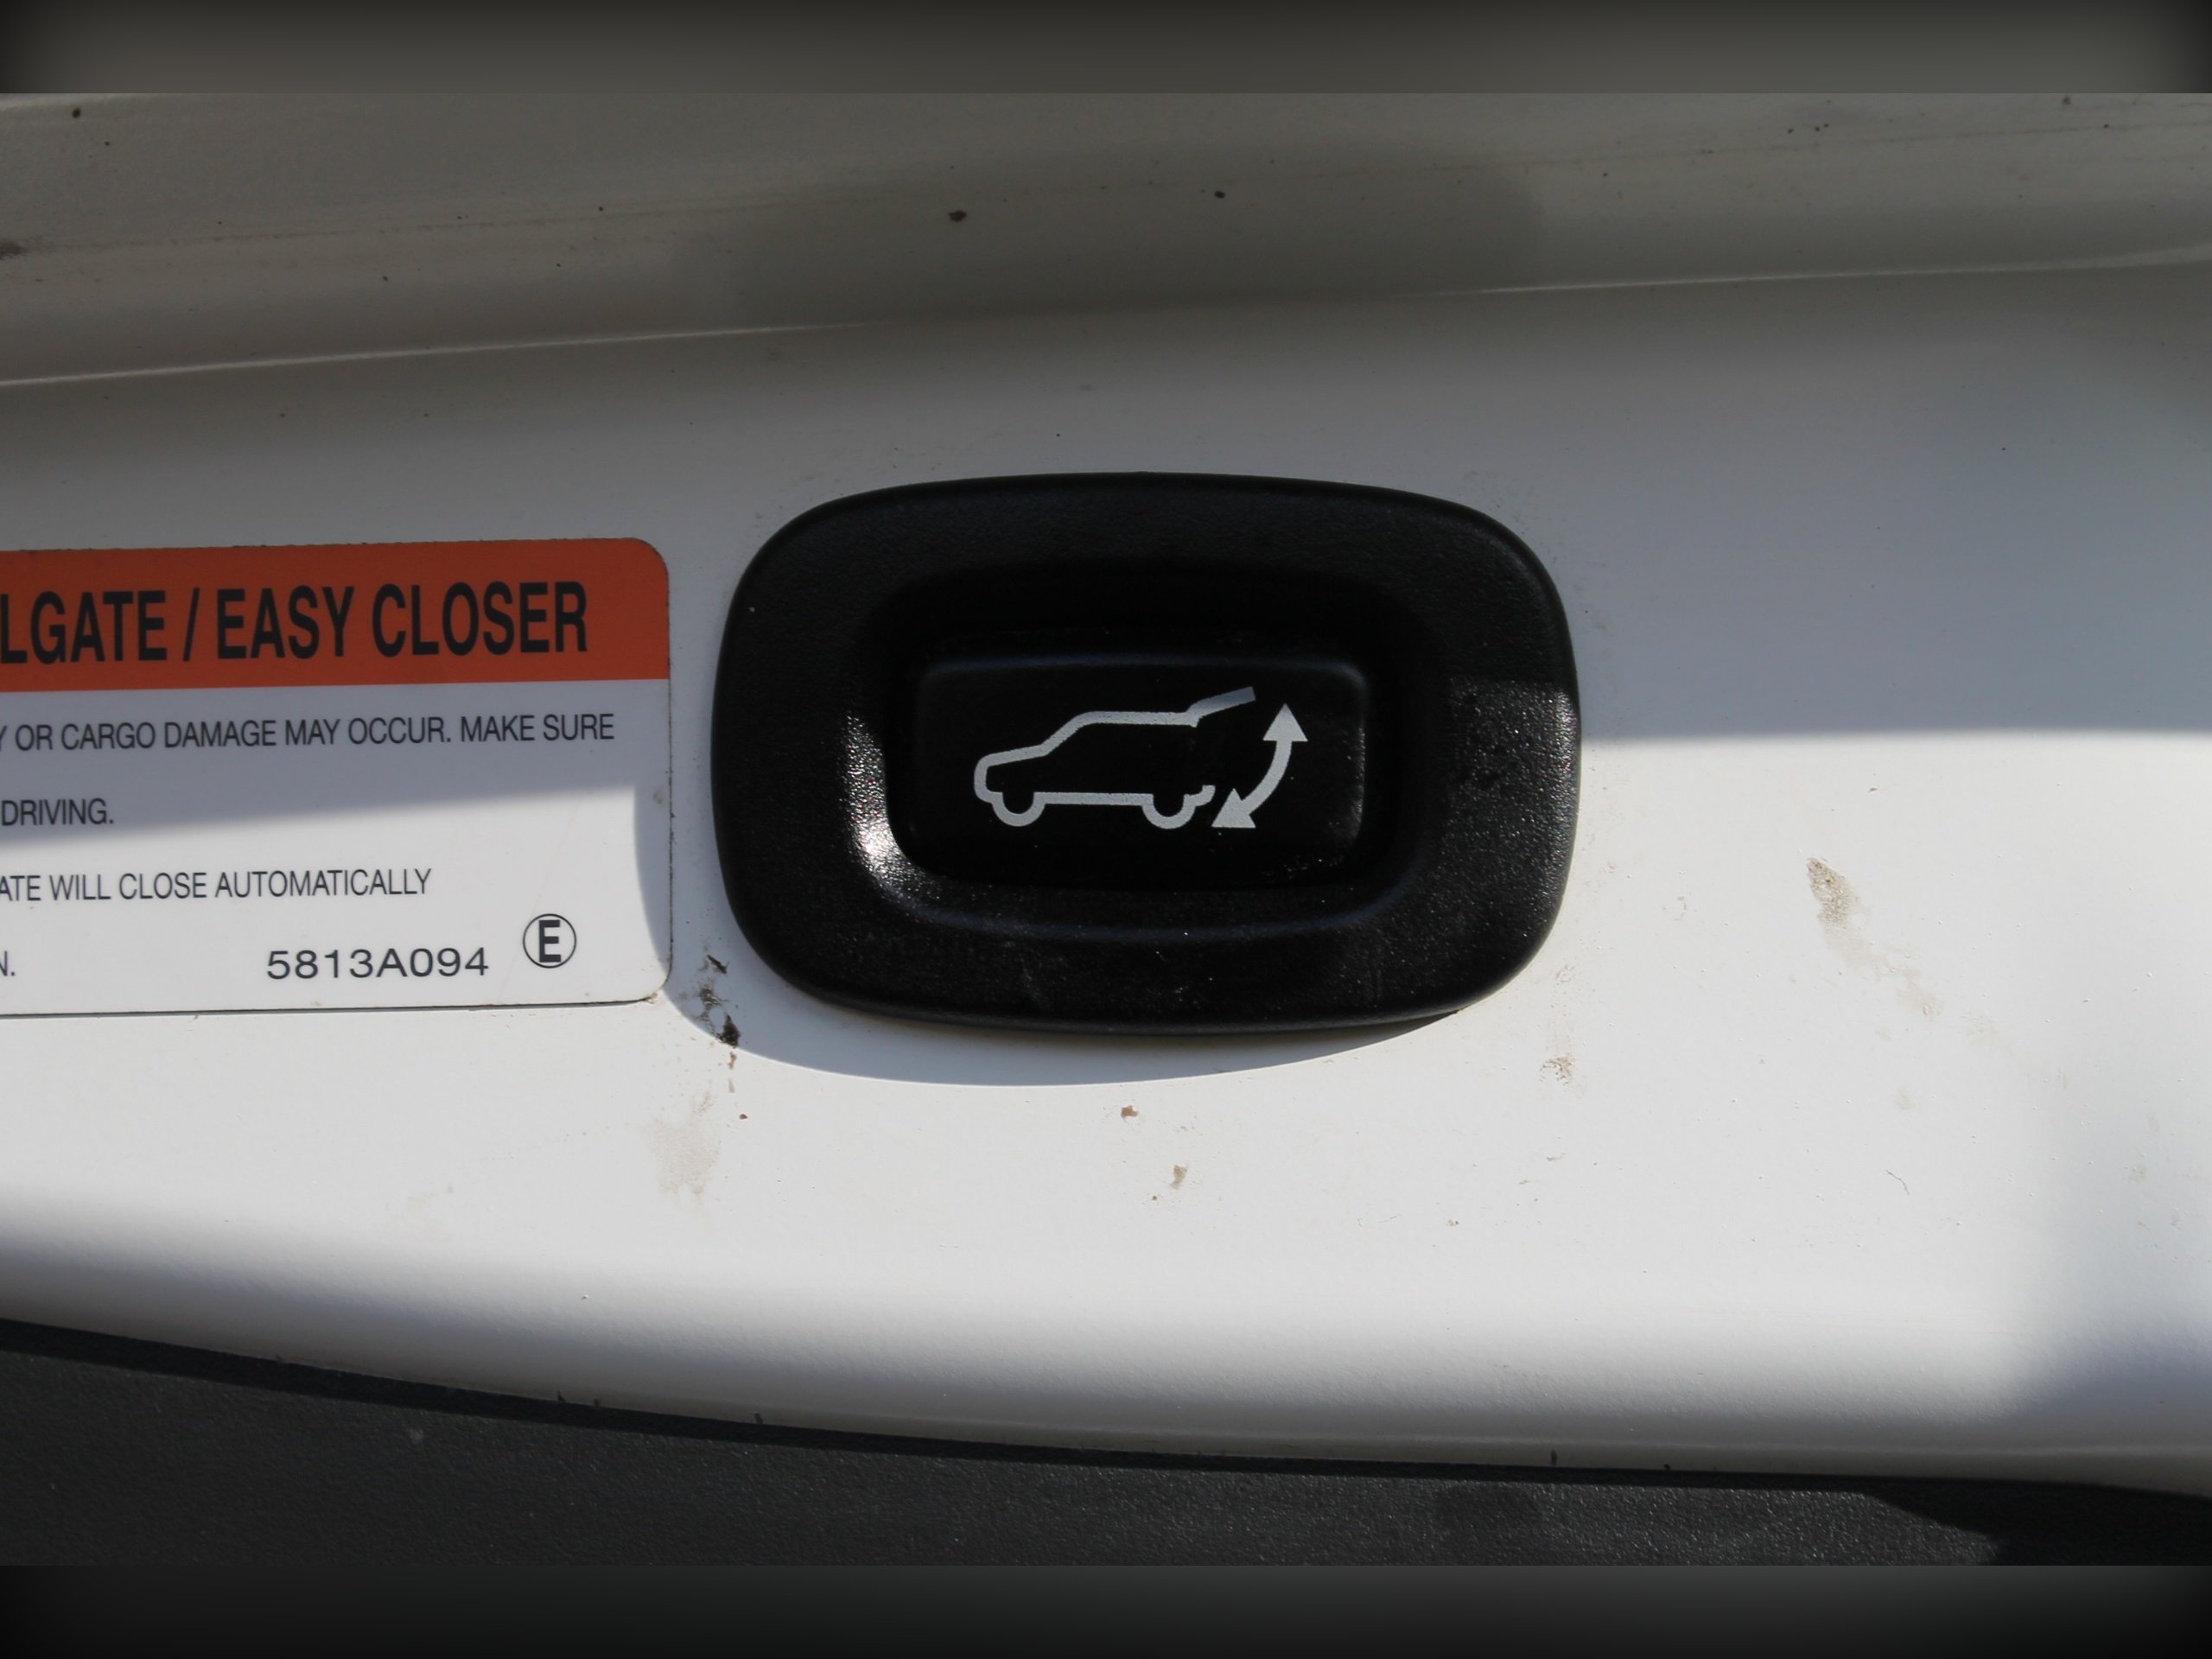 LGATE / EASY CLOSER
Y OR CARGO DAMAGE MAY OCCUR. MAKE SURE
DRIVING.
ATE WILL CLOSE AUTOMATICALLY
N.
5813A094 E